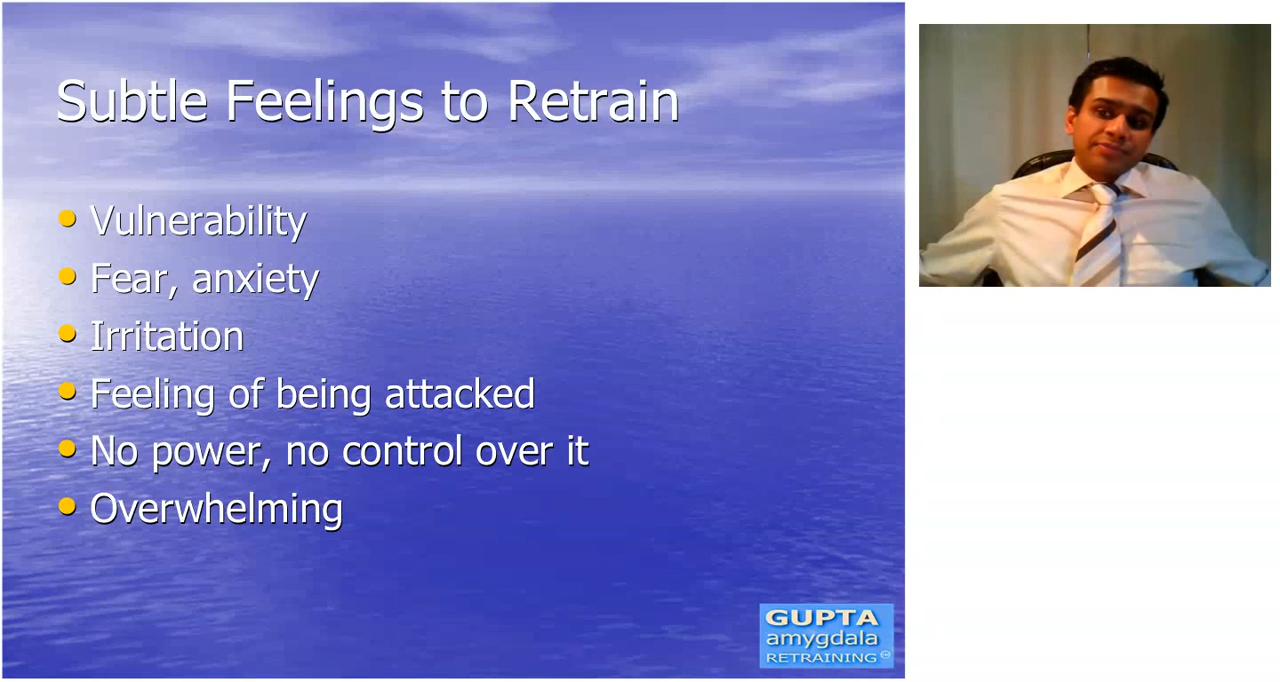 Subtle Feelings to Retrain
Vulnerability
Fear, anxiety
Irritation
Feeling of being attacked
No power, no control over it
Overwhelming
GUPTA
amygdala
RETRAINING™